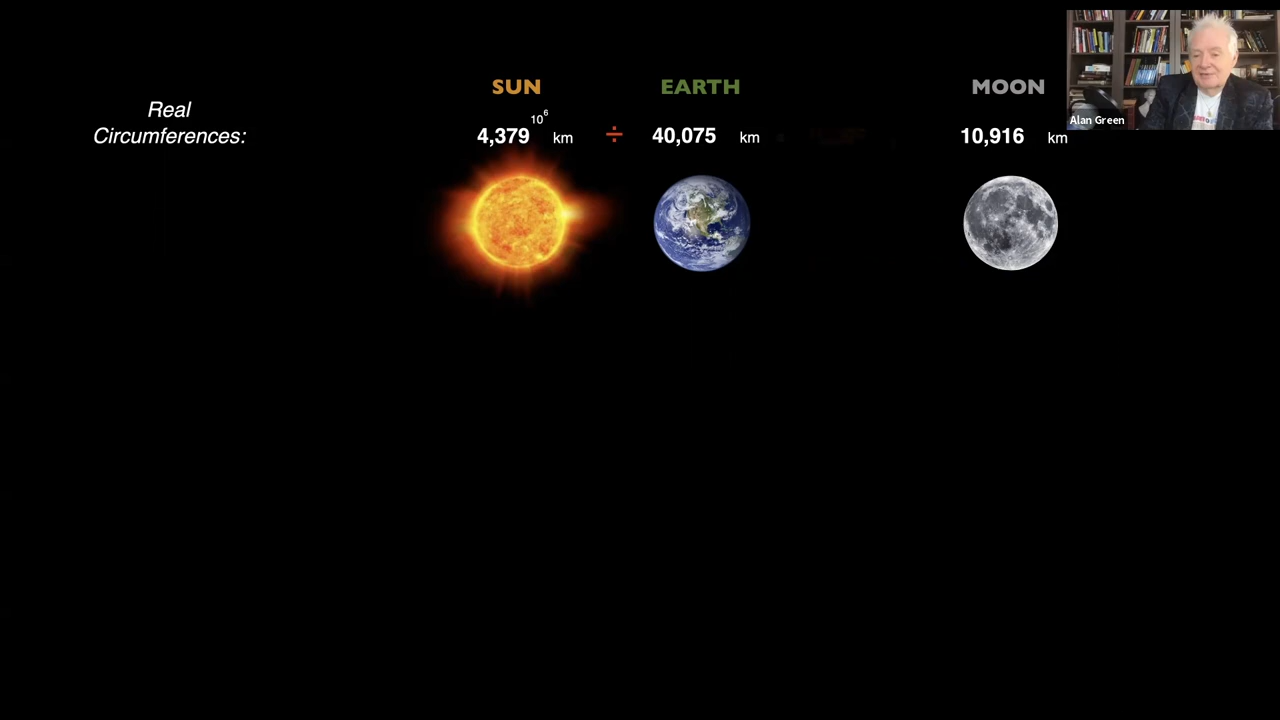 SUN EARTH MOON
Real
Circumferences:
4,379 10⁶ km ÷ 40,075 km 10,916 km
Alan Green